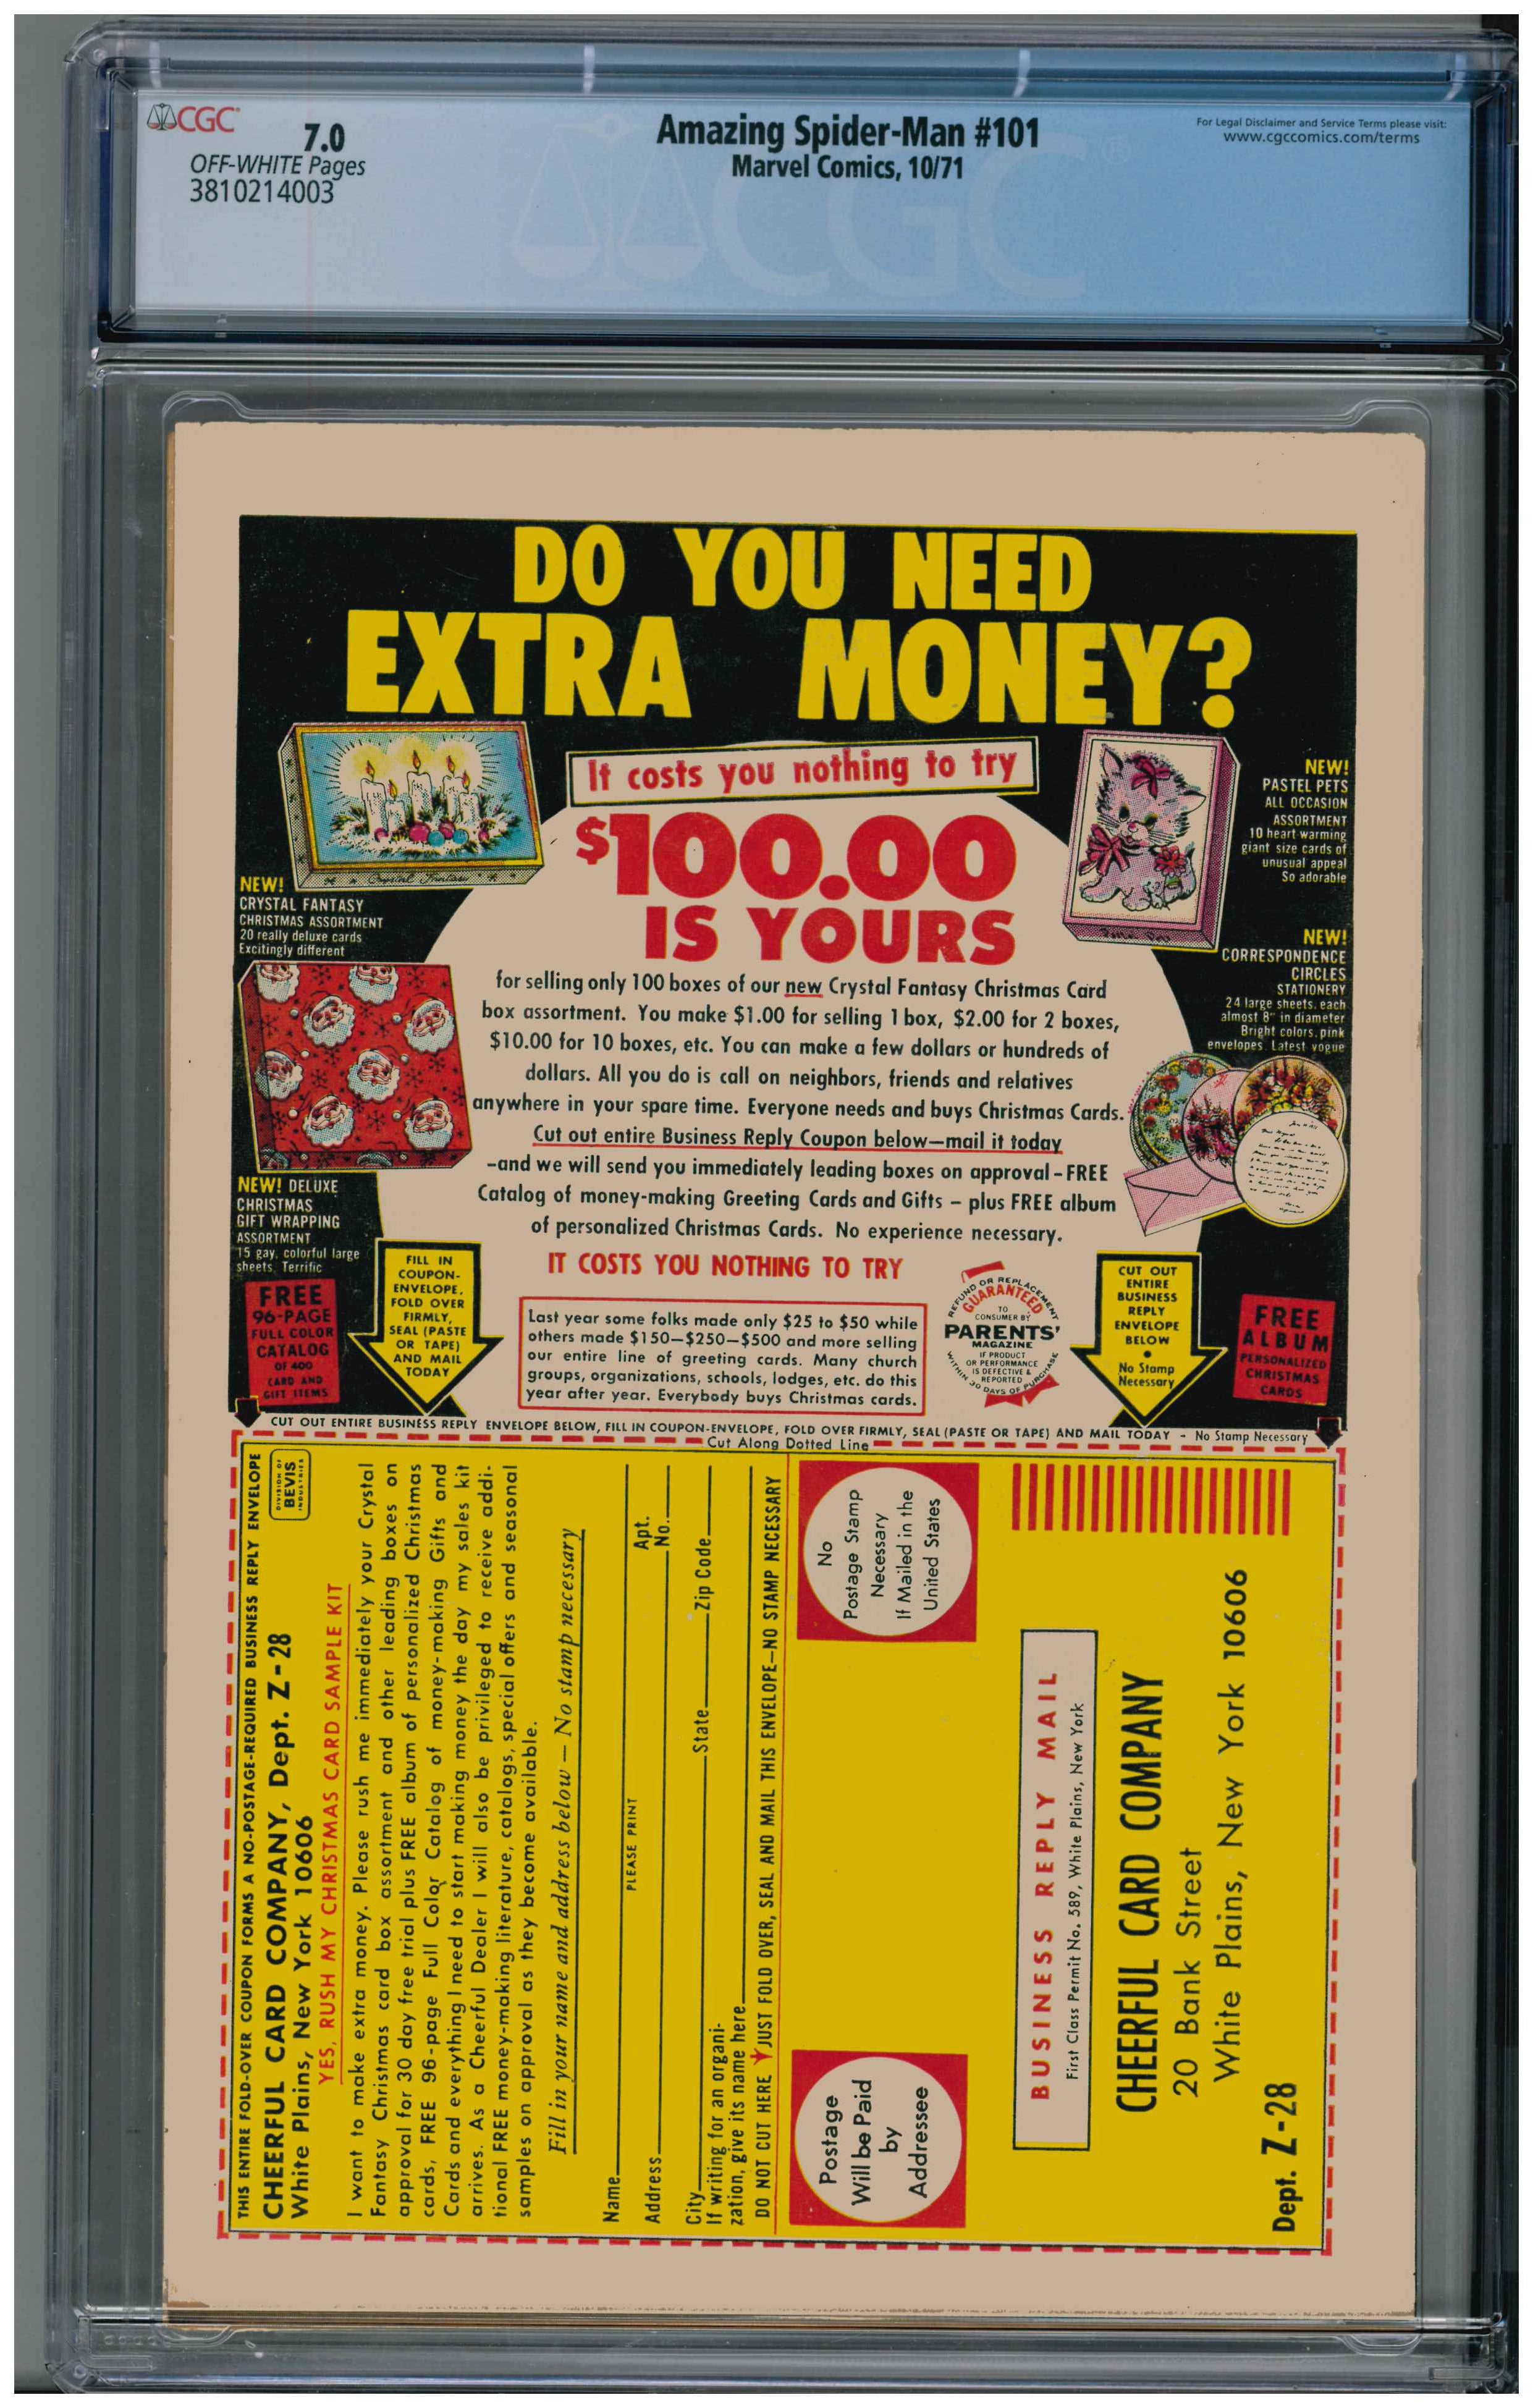 CGC
7.0
OFF-WHITE Pages
3810214003
Amazing Spider-Man #101
Marvel Comics, 10/71
For Legal Disclaimer and Service Terms please visit:
www.cgccomics.com/terms
CGC
DO YOU NEED
EXTRA MONEY?
It costs you nothing to try
$100.00
IS YOURS
for selling only 100 boxes of our new Crystal Fantasy Christmas Card
box assortment. You make $1.00 for selling 1 box, $2.00 for 2 boxes,
$10.00 for 10 boxes, etc. You can make a few dollars or hundreds of
dollars. All you do is call on neighbors, friends and relatives
anywhere in your spare time. Everyone needs and buys Christmas Cards.
Cut out entire Business Reply Coupon below—mail it today
-and we will send you immediately leading boxes on approval-FREE
Catalog of money-making Greeting Cards and Gifts - plus FREE album
of personalized Christmas Cards. No experience necessary.
IT COSTS YOU NOTHING TO TRY
Crystal Fantasy
NEW!
CRYSTAL FANTASY
CHRISTMAS ASSORTMENT
20 really deluxe cards
Excitingly different
NEW! DELUXE
CHRISTMAS
GIFT WRAPPING
ASSORTMENT
15 gay, colorful large
sheets. Terrific
NEW!
PASTEL PETS
ALL OCCASION
ASSORTMENT
10 heart warming
giant size cards of
unusual appeal
So adorable
NEW!
CORRESPONDENCE
CIRCLES
STATIONERY
24 large sheets, each
almost 8" in diameter
Bright colors, pink
envelopes. Latest vogue
FREE
96-PAGE
FULL COLOR
CATALOG
OF 400
CARD AND
GIFT ITEMS
FILL IN
COUPON-
ENVELOPE,
FOLD OVER
FIRMLY,
SEAL (PASTE
OR TAPE)
AND MAIL
TODAY
Last year some folks made only $25 to $50 while
others made $150—$250—$500 and more selling
our entire line of greeting cards. Many church
groups, organizations, schools, lodges, etc. do this
year after year. Everybody buys Christmas cards.
REFUND OR REPLACEMENT
GUARANTEED
TO
CONSUMER BY
PARENTS'
MAGAZINE
IF PRODUCT
OR PERFORMANCE
IS DEFECTIVE &
REPORTED
WITHIN 30 DAYS OF PURCHASE
CUT OUT
ENTIRE
BUSINESS
REPLY
ENVELOPE
BELOW
•
No Stamp
Necessary
FREE
ALBUM
PERSONALIZED
CHRISTMAS
CARDS
CUT OUT ENTIRE BUSINESS REPLY ENVELOPE BELOW, FILL IN COUPON-ENVELOPE, FOLD OVER FIRMLY, SEAL (PASTE OR TAPE) AND MAIL TODAY - No Stamp Necessary
Cut Along Dotted Line
THIS ENTIRE FOLD-OVER COUPON FORMS A NO-POSTAGE-REQUIRED BUSINESS REPLY ENVELOPE
CHEERFUL CARD COMPANY, Dept. Z-28
White Plains, New York 10606
DIVISION OF
BEVIS
INDUSTRIES
YES, RUSH MY CHRISTMAS CARD SAMPLE KIT
I want to make extra money. Please rush me immediately your Crystal
Fantasy Christmas card box assortment and other leading boxes on
approval for 30 day free trial plus FREE album of personalized Christmas
cards, FREE 96-page Full Color Catalog of money-making Gifts and
Cards and everything I need to start making money the day my sales kit
arrives. As a Cheerful Dealer I will also be privileged to receive addi-
tional FREE money-making literature, catalogs, special offers and seasonal
samples on approval as they become available.
Fill in your name and address below — No stamp necessary
Name
PLEASE PRINT
Address
Apt.
No.
City State Zip Code
If writing for an organi-
zation, give its name here
DO NOT CUT HERE JUST FOLD OVER, SEAL AND MAIL THIS ENVELOPE—NO STAMP NECESSARY
Postage
Will be Paid
by
Addressee
No
Postage Stamp
Necessary
If Mailed in the
United States
BUSINESS REPLY MAIL
First Class Permit No. 589, White Plains, New York
CHEERFUL CARD COMPANY
20 Bank Street
White Plains, New York 10606
Dept. Z-28